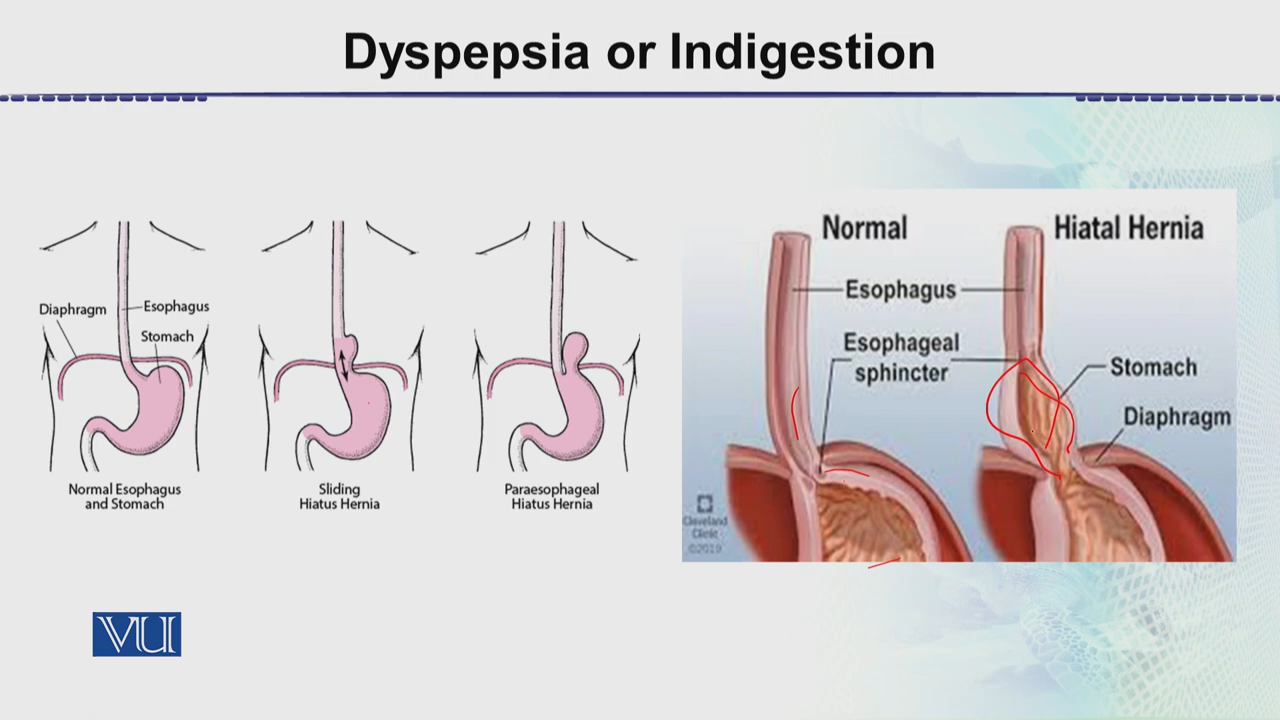 Dyspepsia or Indigestion
Diaphragm
Esophagus
Stomach
Normal Esophagus
and Stomach
Sliding
Hiatus Hernia
Paraesophageal
Hiatus Hernia
Normal
Hiatal Hernia
Esophagus
Esophageal
sphincter
Stomach
Diaphragm
Cleveland
Clinic
©2019
VU